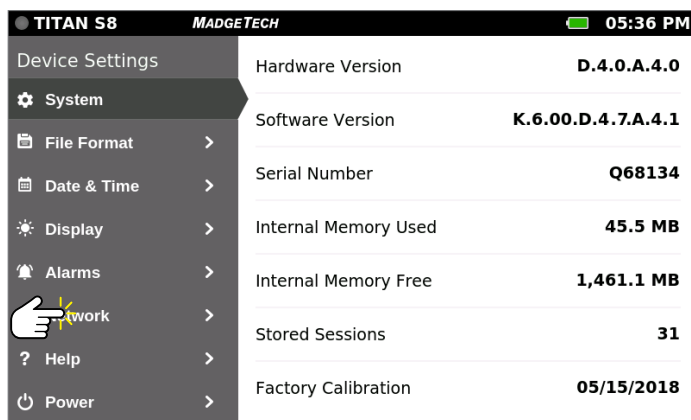 TITAN S8 MADGETECH 05:36 PM
Device Settings
System
File Format
Date & Time
Display
Alarms
twork
Help
Power
Hardware Version D.4.0.A.4.0
Software Version K.6.00.D.4.7.A.4.1
Serial Number Q68134
Internal Memory Used 45.5 MB
Internal Memory Free 1,461.1 MB
Stored Sessions 31
Factory Calibration 05/15/2018